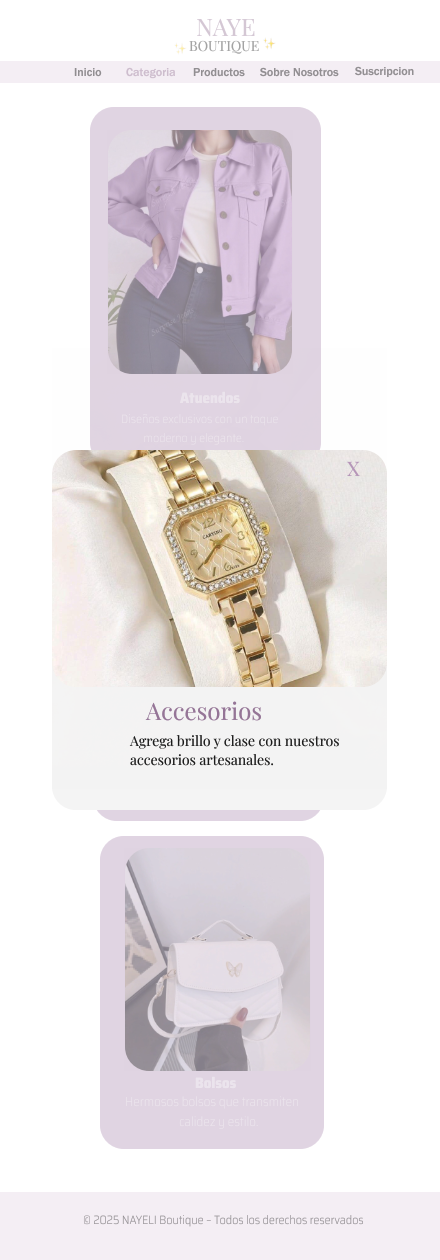 NAYE
BOUTIQUE
Inicio Categoria Productos Sobre Nosotros Suscripcion
Atuendos
Diseños exclusivos con un toque
moderno y elegante
X
CARTINO
Accesorios
Agrega brillo y clase con nuestros
accesorios artesanales.
Bolsos
Hermosos bolsos que transmiten
calidez y estilo
© 2025 NAYELI Boutique – Todos los derechos reservados